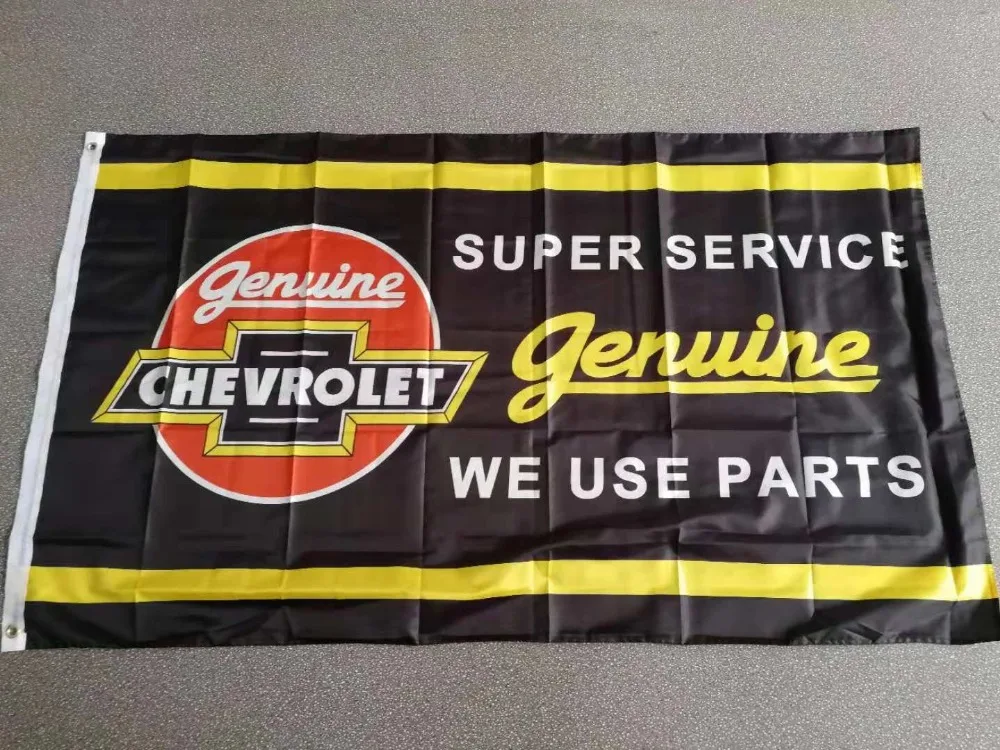 Genuine
CHEVROLET
SUPER SERVICE
Genuine
WE USE PARTS